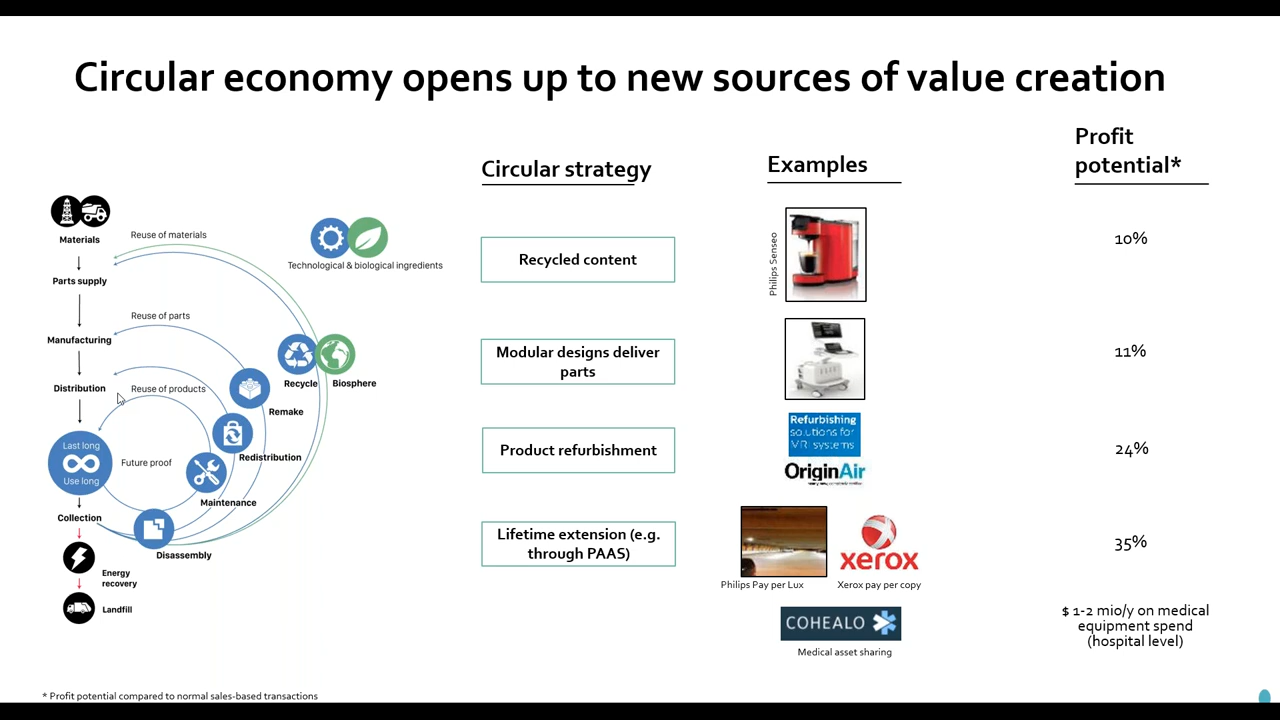 Circular economy opens up to new sources of value creation
Circular strategy
Examples
Profit
potential*
Materials
Parts supply
Manufacturing
Distribution
Last long
Use long
Collection
Energy
recovery
Landfill
Reuse of materials
Reuse of parts
Reuse of products
Future proof
Technological & biological ingredients
Recycle
Biosphere
Remake
Redistribution
Maintenance
Disassembly
Recycled content
Philips Senseo
10%
Modular designs deliver
parts
11%
Product refurbishment
Refurbishing
solutions for
MRI systems
OriginAir
24%
Lifetime extension (e.g.
through PAAS)
xerox
Philips Pay per Lux
Xerox pay per copy
35%
COHEALO
Medical asset sharing
$ 1-2 mio/y on medical
equipment spend
(hospital level)
* Profit potential compared to normal sales-based transactions